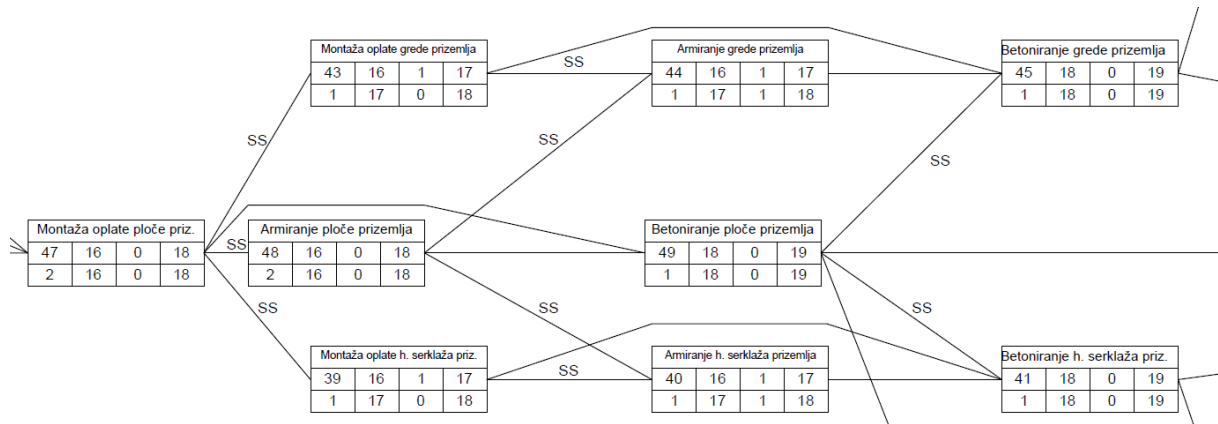 Montaža oplate grede prizemlja
43 16 1 17
1 17 0 18
SS
Armiranje grede prizemlja
44 16 1 17
1 17 1 18
Betoniranje grede prizemlja
45 18 0 19
1 18 0 19
SS
SS
SS
Montaža oplate ploče priz.
47 16 0 18
2 16 0 18
SS
Armiranje ploče prizemlja
48 16 0 18
2 16 0 18
Betoniranje ploče prizemlja
49 18 0 19
1 18 0 19
SS
SS
SS
Montaža oplate h. serklaža priz.
39 16 1 17
1 17 0 18
SS
Armiranje h. serklaža prizemlja
40 16 1 17
1 17 1 18
Betoniranje h. serklaža priz.
41 18 0 19
1 18 0 19